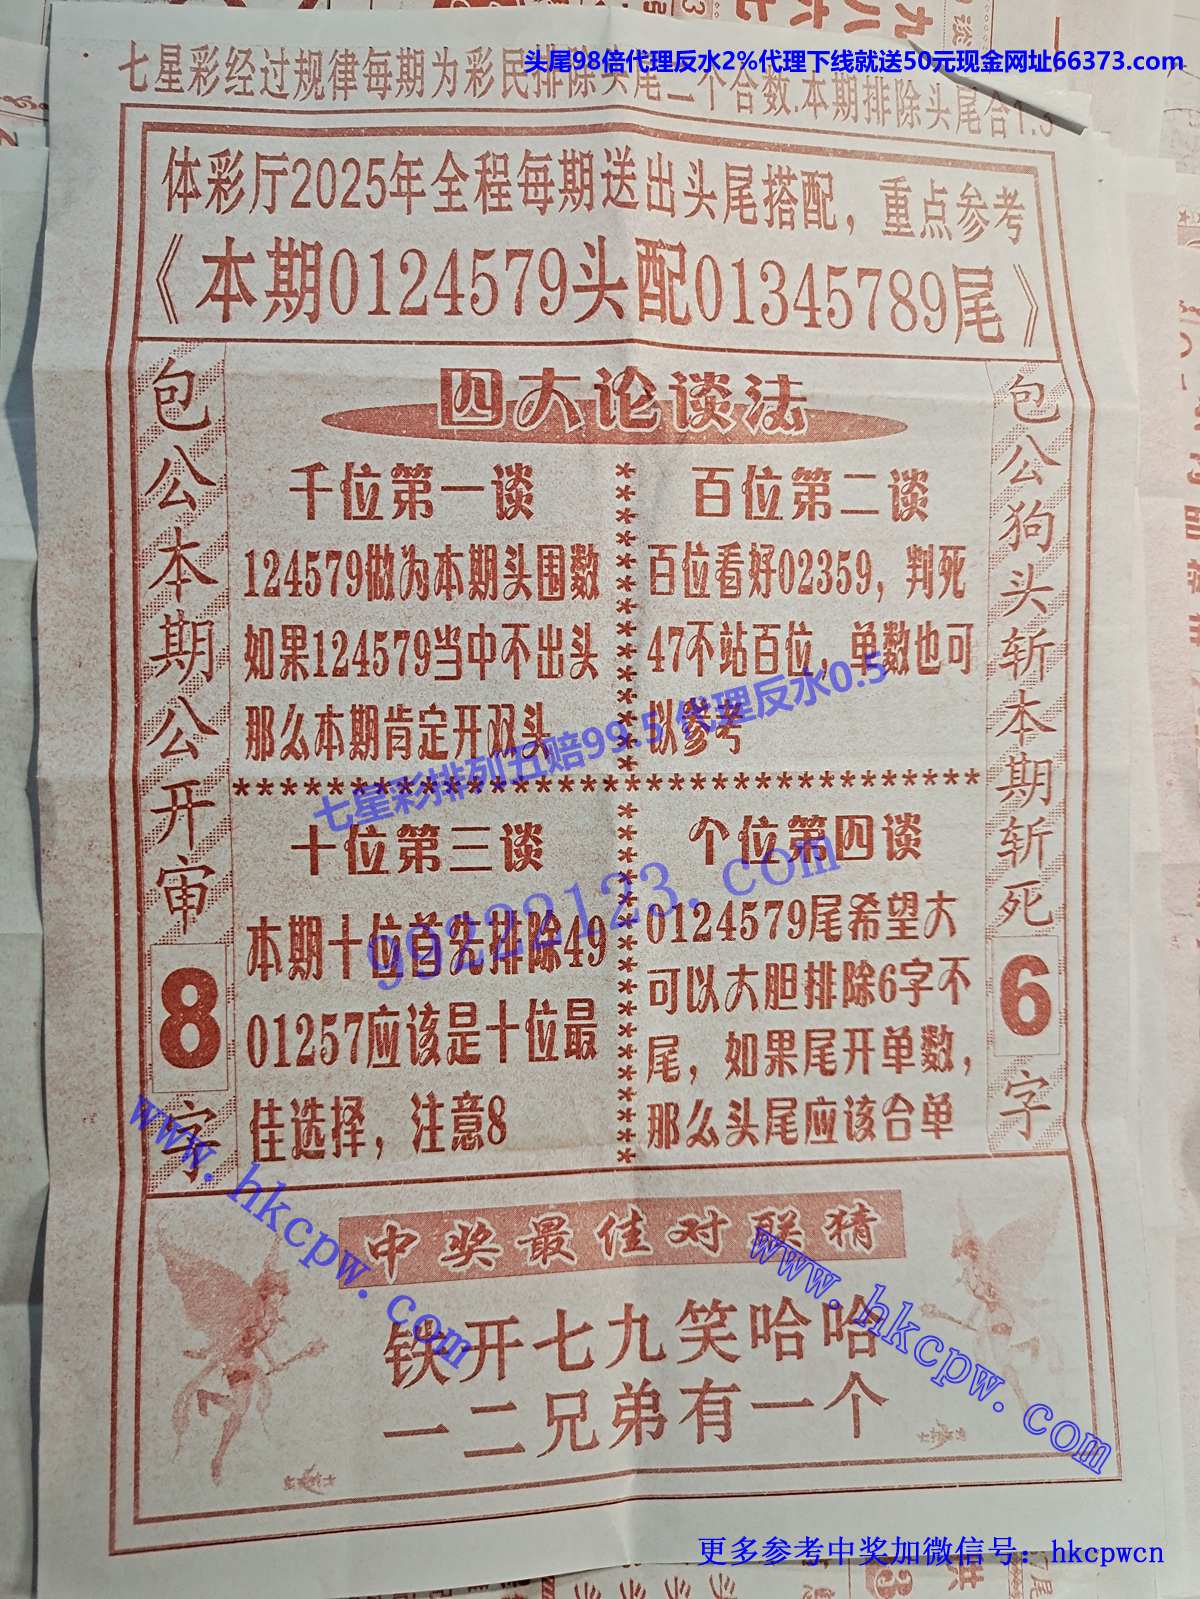 头尾98倍代理反水2%代理下线就送50元现金网址66373.com
七星彩经过规律每期为彩民排除头尾二个合数.本期排除头尾合1.5
体彩厅2025年全程每期送出头尾搭配，重点参考
《本期0124579头配01345789尾》
包公本期公开审8字
四大论谈法
千位第一谈
124579做为本期头围数
如果124579当中不出头
那么本期肯定开双头
百位第二谈
百位看好02359，判死
47不站百位，单数也可
以参考
十位第三谈
本期十位首先排除49
01257应该是十位最
佳选择，注意8
个位第四谈
0124579尾希望大
可以大胆排除6字不
尾，如果尾开单数，
那么头尾应该合单
包公狗头斩本期斩死6字
七星彩排列五赔99.5 代理反水0.5
99222123.com
中奖最佳对联猜
铁开七九笑哈哈
一二兄弟有一个
www.hkcpw.com
www.hkcpw.com
更多参考中奖加微信号：hkcpwcn